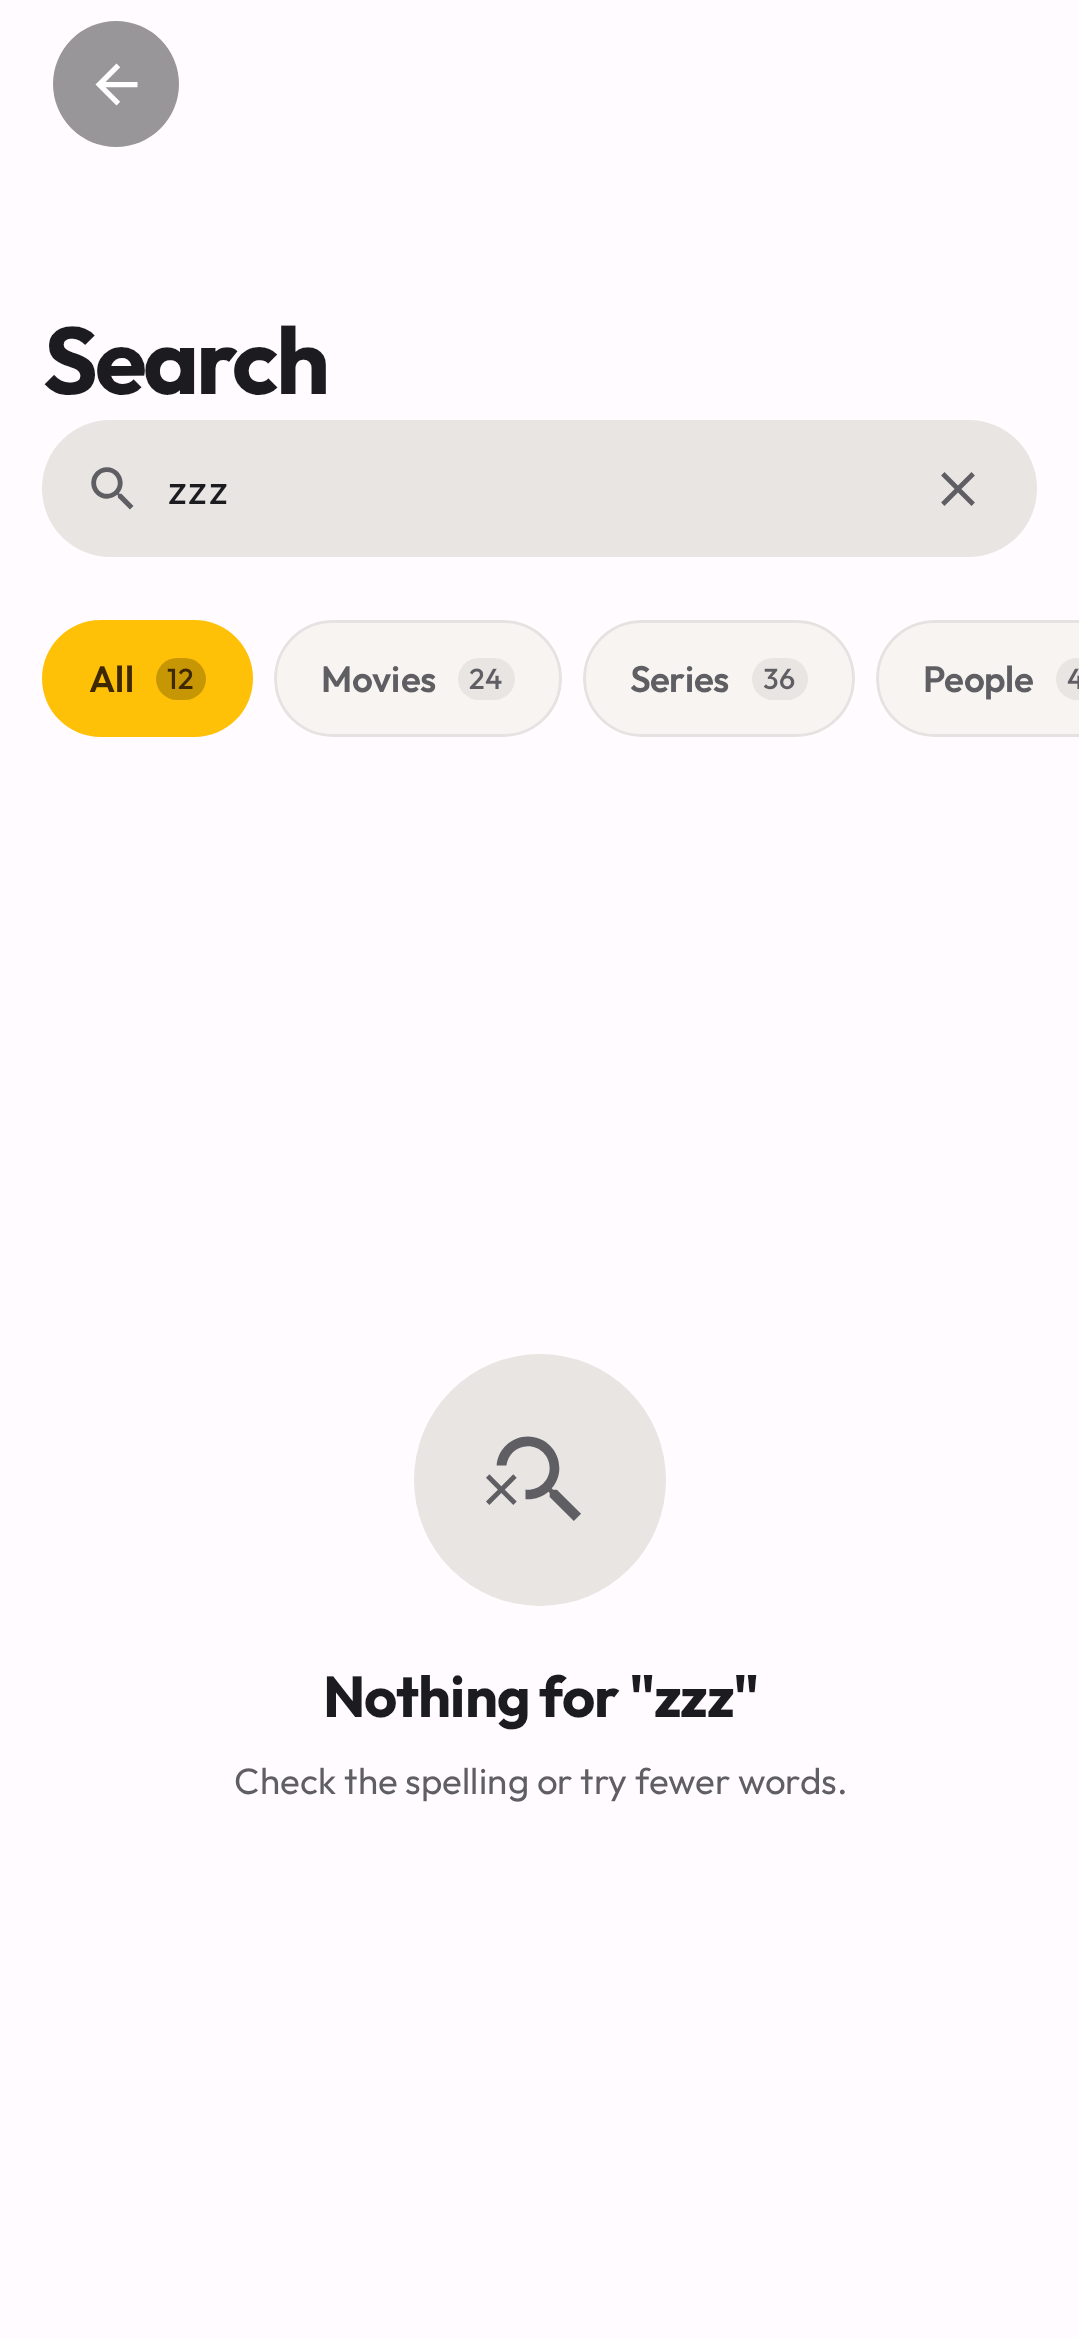 Search
zzz
All 12 Movies 24 Series 36 People
Nothing for "zzz"
Check the spelling or try fewer words.